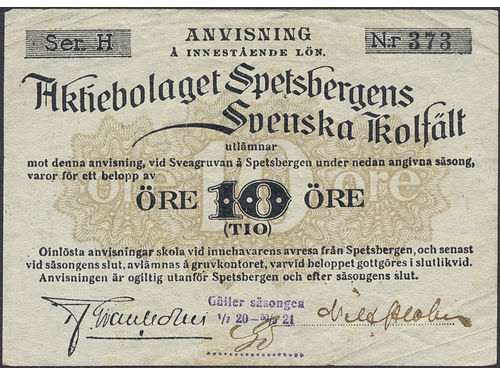 Ser. H
ANVISNING
Å INNESTÅENDE LÖN.
N:r 373
Aktiebolaget Spetsbergens
Svenska Kolfält
utlämnar
mot denna anvisning, vid Sveagruvan å Spetsbergen under nedan angivna säsong,
varor för ett belopp av
ÖRE 10 ÖRE
(TIO)
Oinlösta anvisningar skola vid innehavarens avresa från Spetsbergen, och senast
vid säsongens slut, avlämnas å gruvkontoret, varvid beloppet gottgöres i slutlikvid.
Anvisningen är ogiltig utanför Spetsbergen och efter säsongens slut.
Gäller säsongen
1/7 20–30/6 21